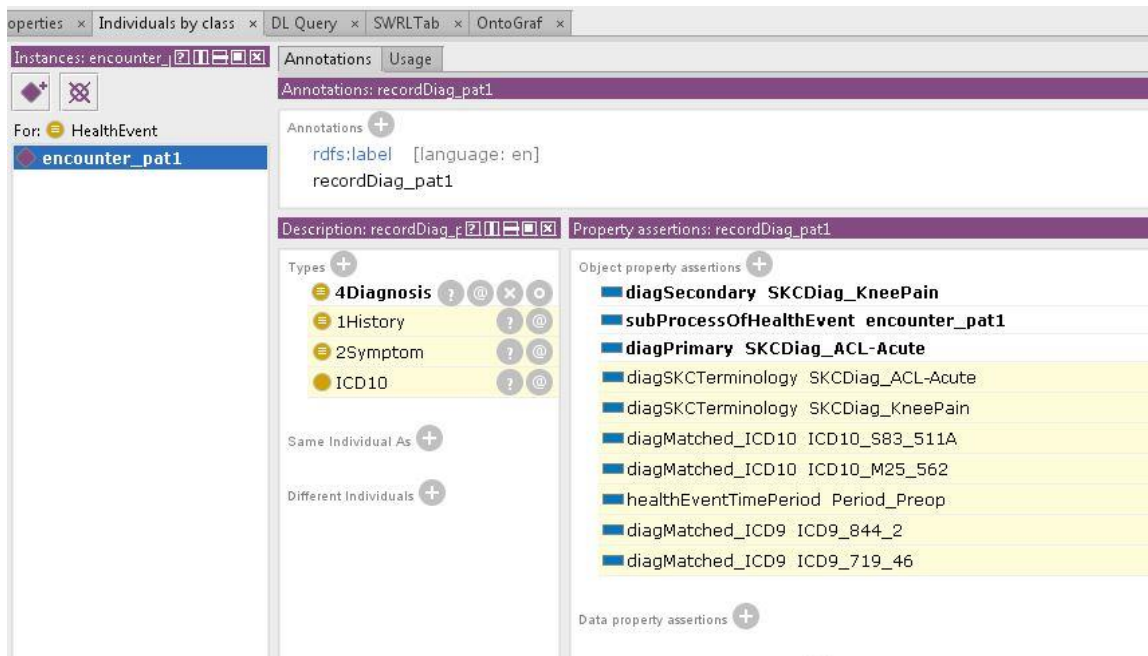 operties × Individuals by class × DL Query × SWRLTab × OntoGraf ×
Instances: encounter_
For: HealthEvent
encounter_pat1
Annotations Usage
Annotations: recordDiag_pat1
Annotations
rdfs:label [language: en]
recordDiag_pat1
Description: recordDiag_p
Types
4Diagnosis
1History
2Symptom
ICD10
Same Individual As
Different Individuals
Property assertions: recordDiag_pat1
Object property assertions
diagSecondary SKCDiag_KneePain
subProcessOfHealthEvent encounter_pat1
diagPrimary SKCDiag_ACL-Acute
diagSKCTerminology SKCDiag_ACL-Acute
diagSKCTerminology SKCDiag_KneePain
diagMatched_ICD10 ICD10_S83_511A
diagMatched_ICD10 ICD10_M25_562
healthEventTimePeriod Period_Preop
diagMatched_ICD9 ICD9_844_2
diagMatched_ICD9 ICD9_719_46
Data property assertions